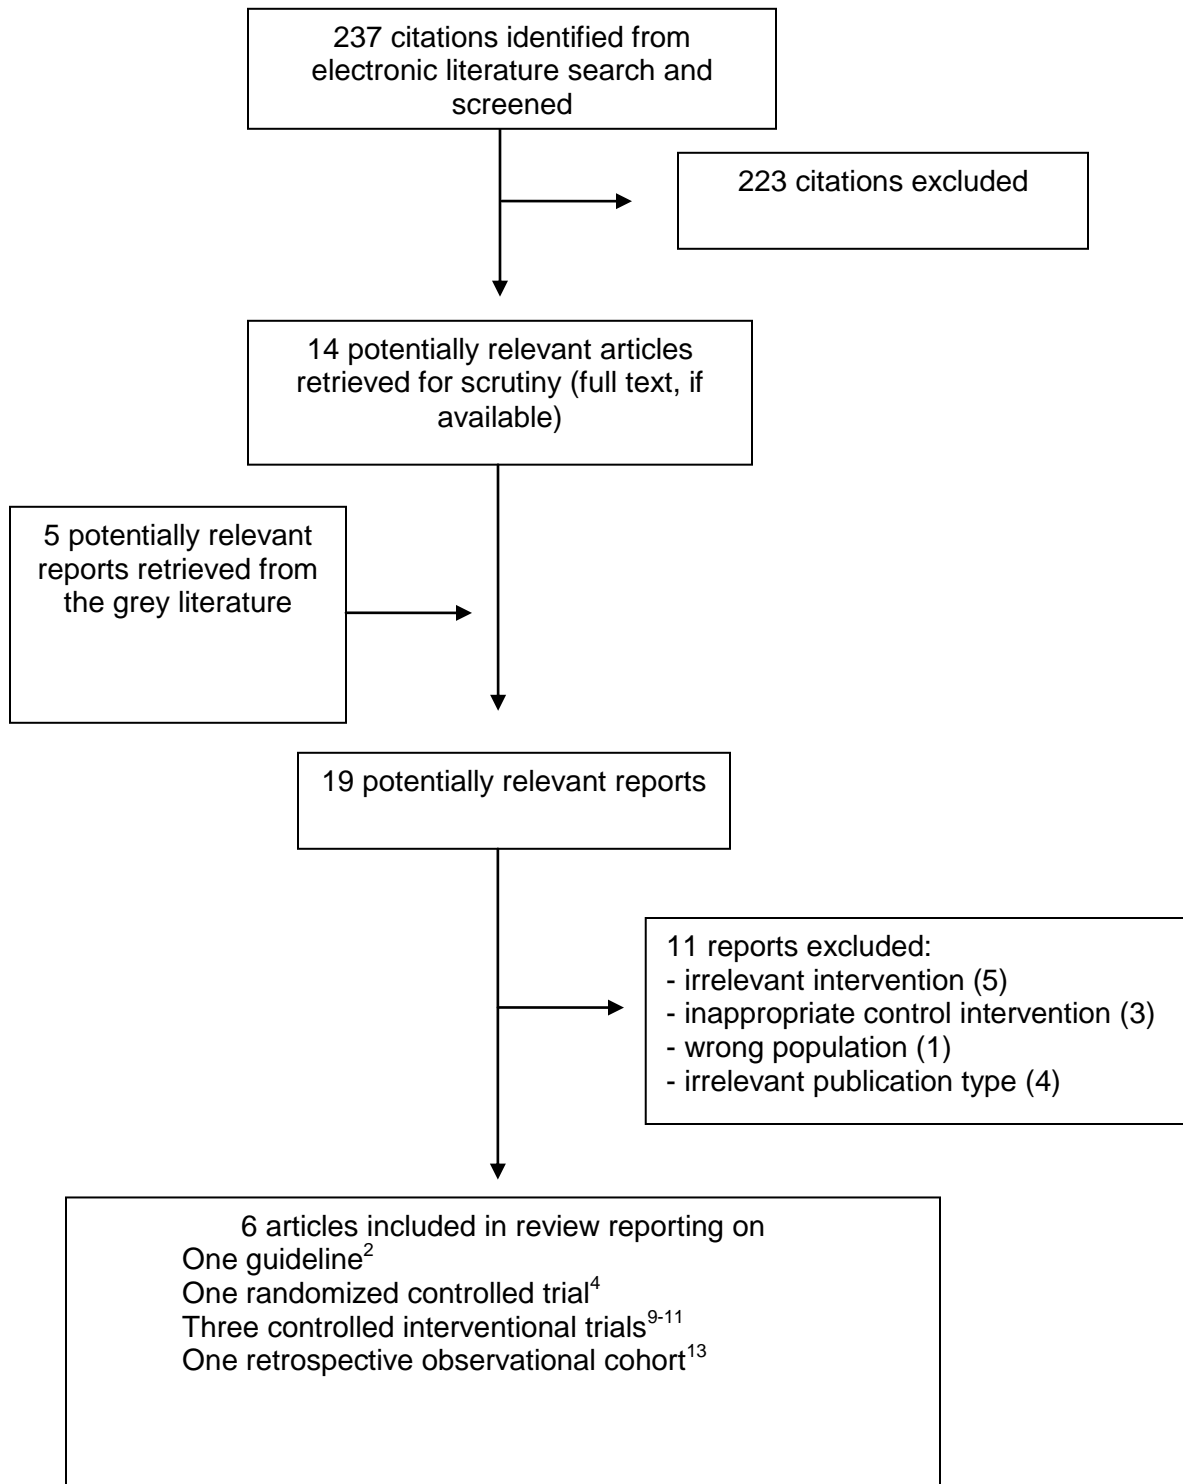 237 citations identified from
electronic literature search and
screened
223 citations excluded
14 potentially relevant articles
retrieved for scrutiny (full text, if
available)
5 potentially relevant
reports retrieved from
the grey literature
19 potentially relevant reports
11 reports excluded:
- irrelevant intervention (5)
- inappropriate control intervention (3)
- wrong population (1)
- irrelevant publication type (4)
6 articles included in review reporting on
One guideline²
One randomized controlled trial⁴
Three controlled interventional trials⁹⁻¹¹
One retrospective observational cohort¹³